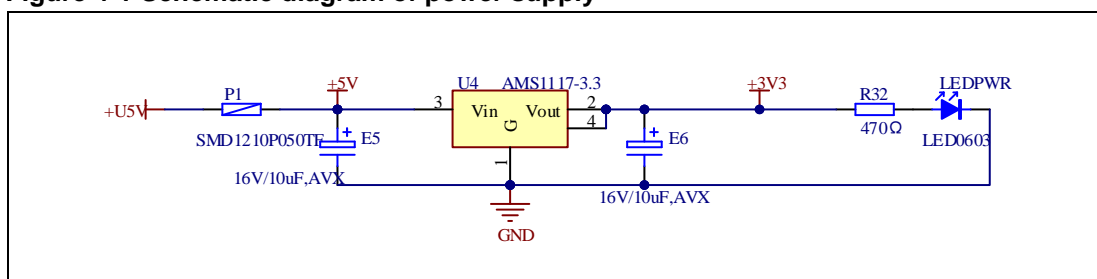 Figure 4-1 Schematic diagram of power supply
+U5V
P1
SMD1210P050TF
+5V
E5
16V/10uF,AVX
U4
AMS1117-3.3
3
Vin
G
Vout
2
4
1
GND
E6
16V/10uF,AVX
+3V3
R32
470Ω
LEDPWR
LED0603